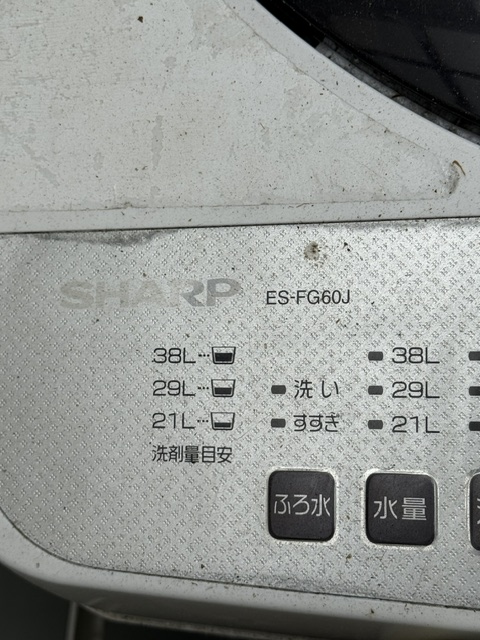 SHARP ES-FG60J
38L… 38L
29L… 洗い 29L
21L… すすぎ 21L
洗剤量目安
ふろ水 水量